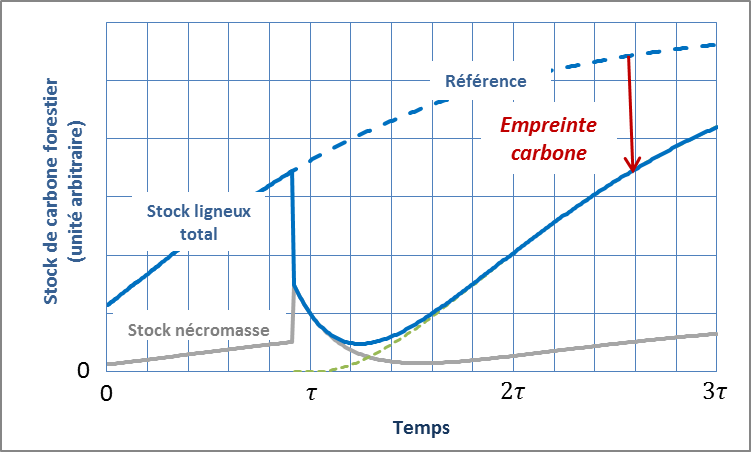 Stock de carbone forestier
(unité arbitraire)
Référence
Empreinte
carbone
Stock ligneux
total
Stock nécromasse
0
0
τ
2τ
3τ
Temps